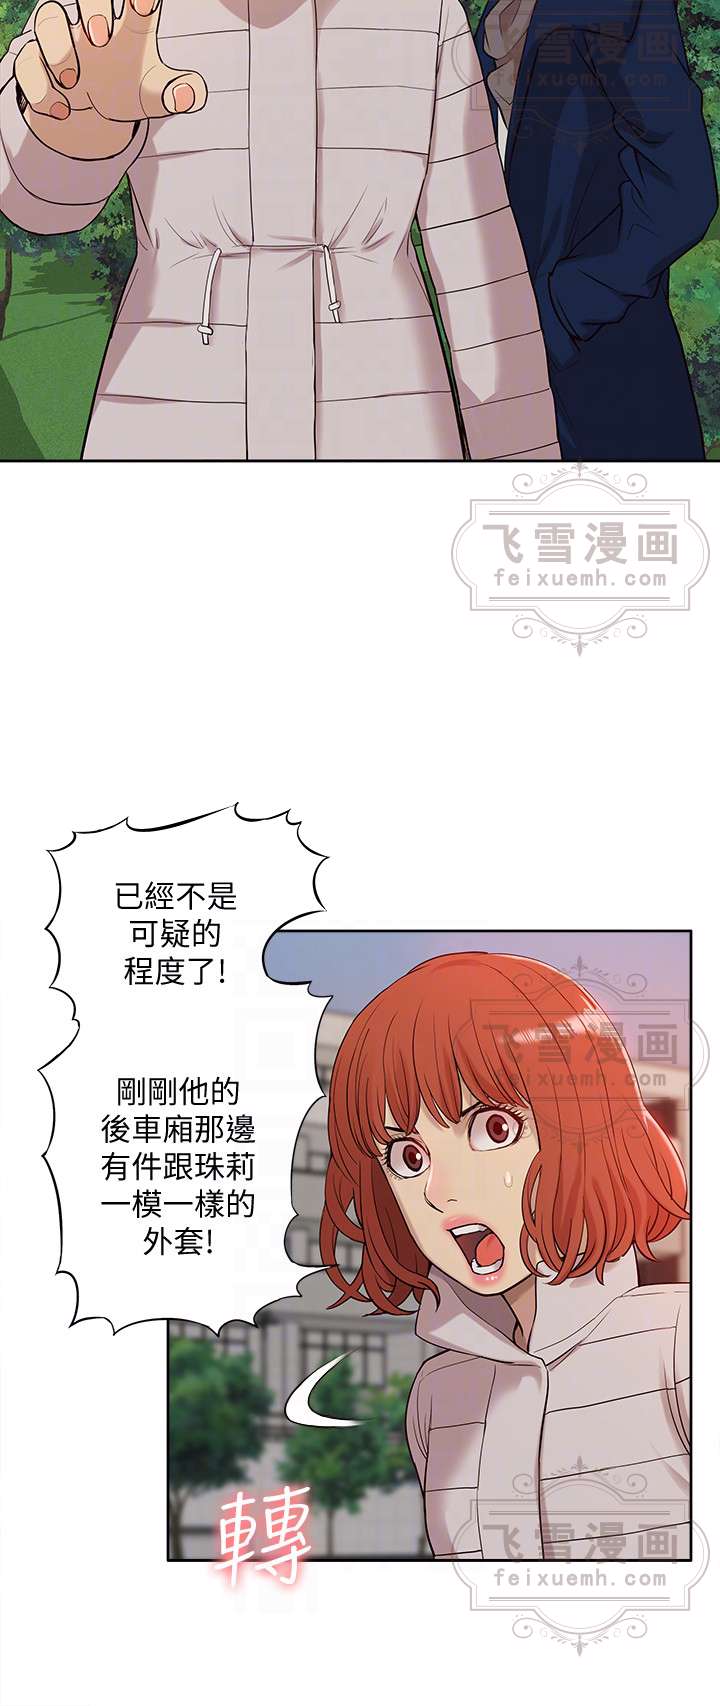 飞雪漫画
feixuemh.com
飞雪漫画
feixuemh.com
已經不是
可疑的
程度了!
剛剛他的
後車廂那邊
有件跟珠莉
一模一樣的
外套!
飞雪漫画
feixuemh.com
轉
飞雪漫画
feixuemh.com